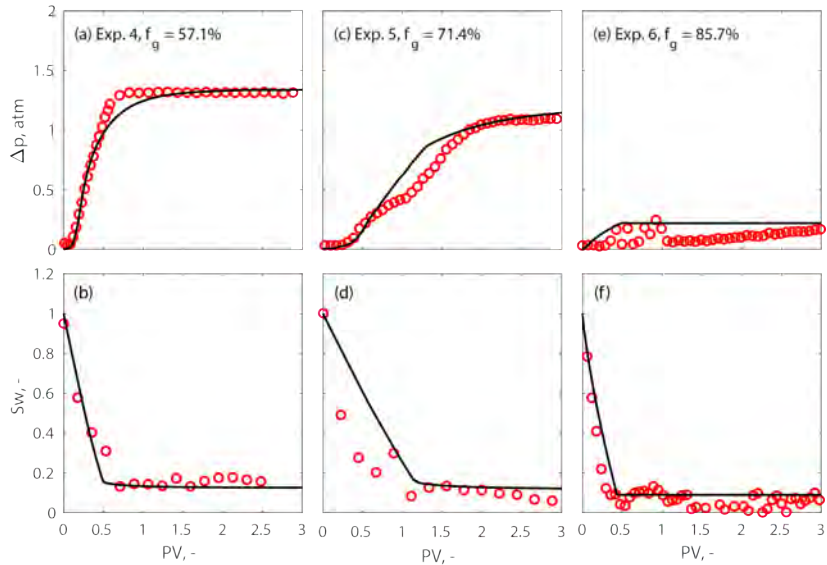 (a) Exp. 4, f_g = 57.1%
(c) Exp. 5, f_g = 71.4%
(e) Exp. 6, f_g = 85.7%
Δp, atm
2
1.5
1
0.5
0
(b)
(d)
(f)
Sw, -
1.2
1
0.8
0.6
0.4
0.2
0
0 0.5 1 1.5 2 2.5 3
0.5 1 1.5 2 2.5 3
0 0.5 1 1.5 2 2.5 3
PV, -
PV, -
PV, -